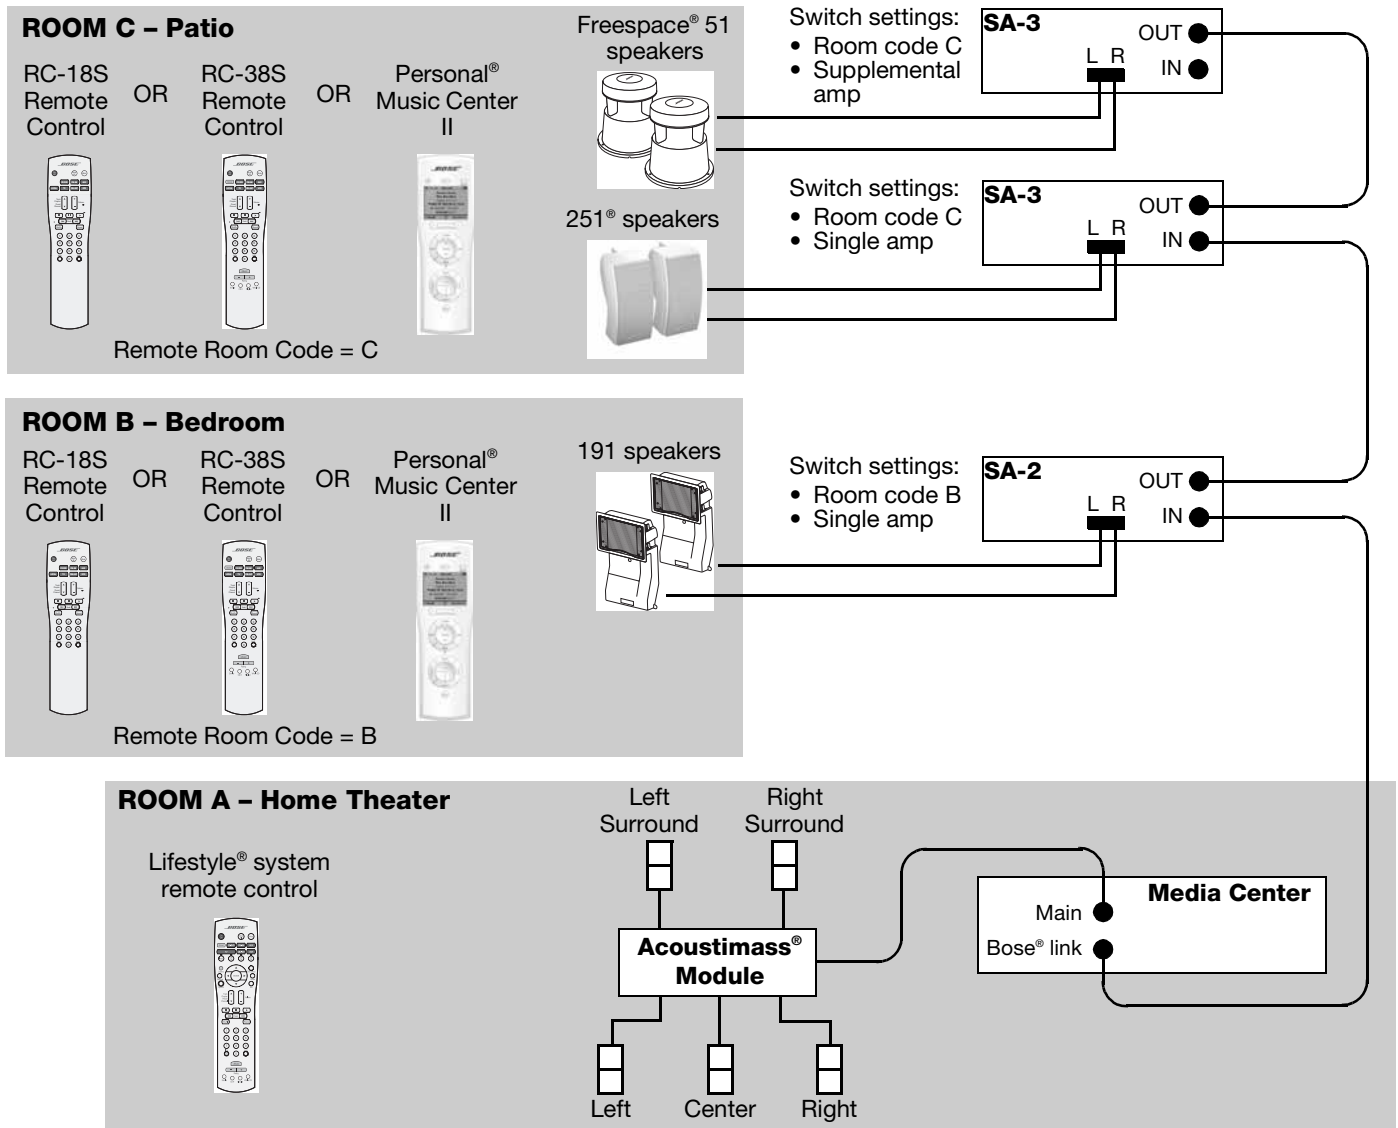 ROOM C – Patio
RC-18S
Remote
Control
OR
RC-38S
Remote
Control
OR
Personal®
Music Center
II
Remote Room Code = C
Freespace® 51
speakers
251® speakers
Switch settings:
• Room code C
• Supplemental
amp
SA-3
L R
OUT
IN
Switch settings:
• Room code C
• Single amp
SA-3
L R
OUT
IN
ROOM B – Bedroom
RC-18S
Remote
Control
OR
RC-38S
Remote
Control
OR
Personal®
Music Center
II
Remote Room Code = B
191 speakers
Switch settings:
• Room code B
• Single amp
SA-2
L R
OUT
IN
ROOM A – Home Theater
Lifestyle® system
remote control
Left
Surround
Right
Surround
Acoustimass®
Module
Left
Center
Right
Media Center
Main
Bose® link